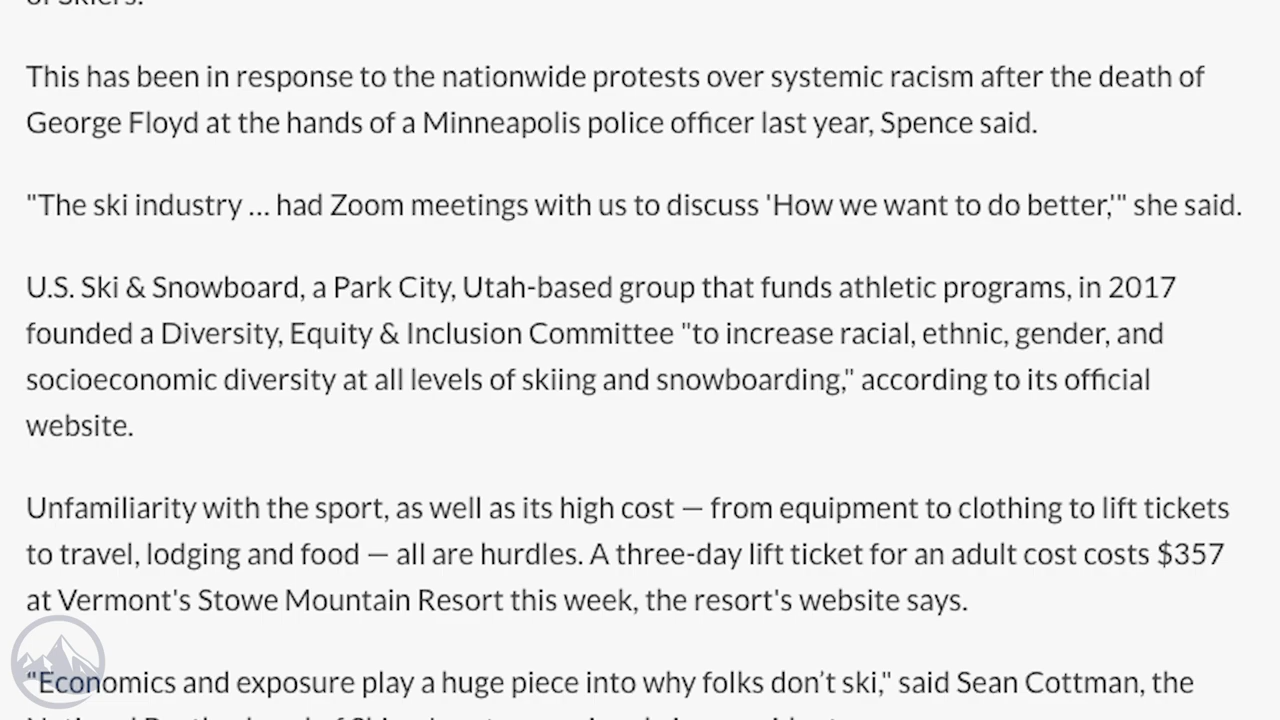 of Skiers.
This has been in response to the nationwide protests over systemic racism after the death of
George Floyd at the hands of a Minneapolis police officer last year, Spence said.
"The ski industry ... had Zoom meetings with us to discuss 'How we want to do better,'" she said.
U.S. Ski & Snowboard, a Park City, Utah-based group that funds athletic programs, in 2017
founded a Diversity, Equity & Inclusion Committee "to increase racial, ethnic, gender, and
socioeconomic diversity at all levels of skiing and snowboarding," according to its official
website.
Unfamiliarity with the sport, as well as its high cost — from equipment to clothing to lift tickets
to travel, lodging and food — all are hurdles. A three-day lift ticket for an adult cost costs $357
at Vermont's Stowe Mountain Resort this week, the resort's website says.
"Economics and exposure play a huge piece into why folks don’t ski," said Sean Cottman, the